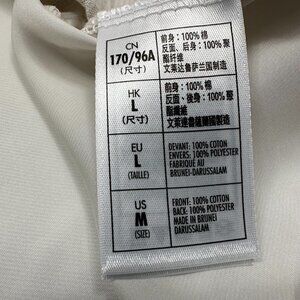 CN
170/96A
(尺寸)
前身：100% 棉
反面、后身：100% 聚
酯纤维
文莱达鲁萨兰国制造
HK
L
(尺寸)
前身：100% 棉
反面、後身：100% 聚
酯纖維
文萊達魯薩蘭國製造
EU
L
(TAILLE)
DEVANT: 100% COTON
ENVERS: 100% POLYESTER
FABRIQUE AU
BRUNEI-DARUSSALAM
US
M
(SIZE)
FRONT: 100% COTTON
BACK: 100% POLYESTER
MADE IN BRUNEI
DARUSSALAM